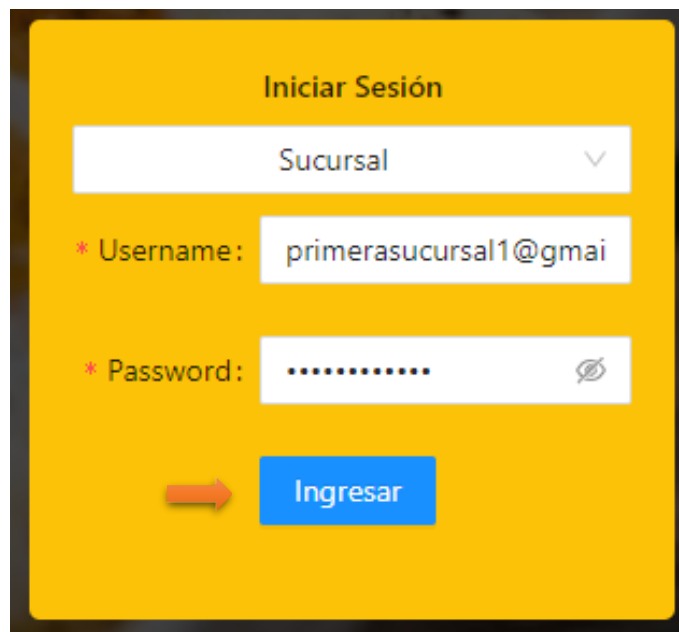 Iniciar Sesión
Sucursal
* Username: primerasucursal1@gmai
* Password: ••••••••••••
Ingresar